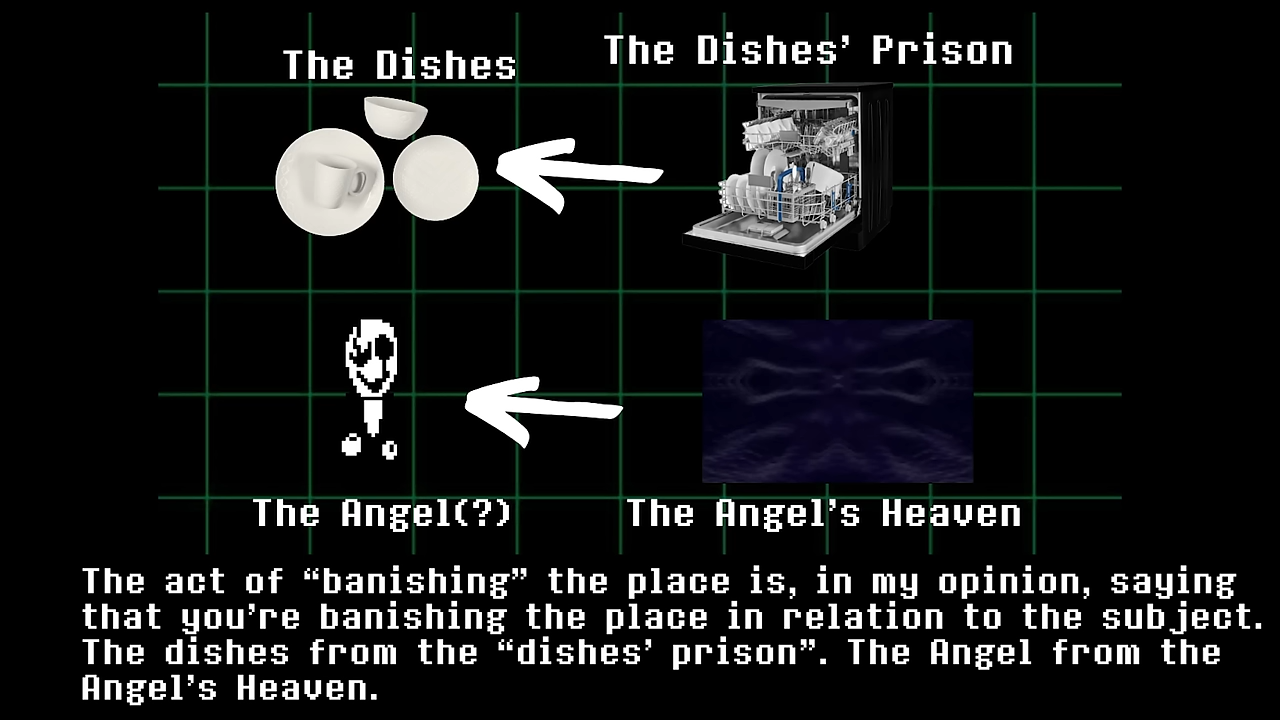 The Dishes
The Dishes’ Prison
The Angel(?)
The Angel’s Heaven
The act of “banishing” the place is, in my opinion, saying
that you’re banishing the place in relation to the subject.
The dishes from the “dishes’ prison”. The Angel from the
Angel’s Heaven.